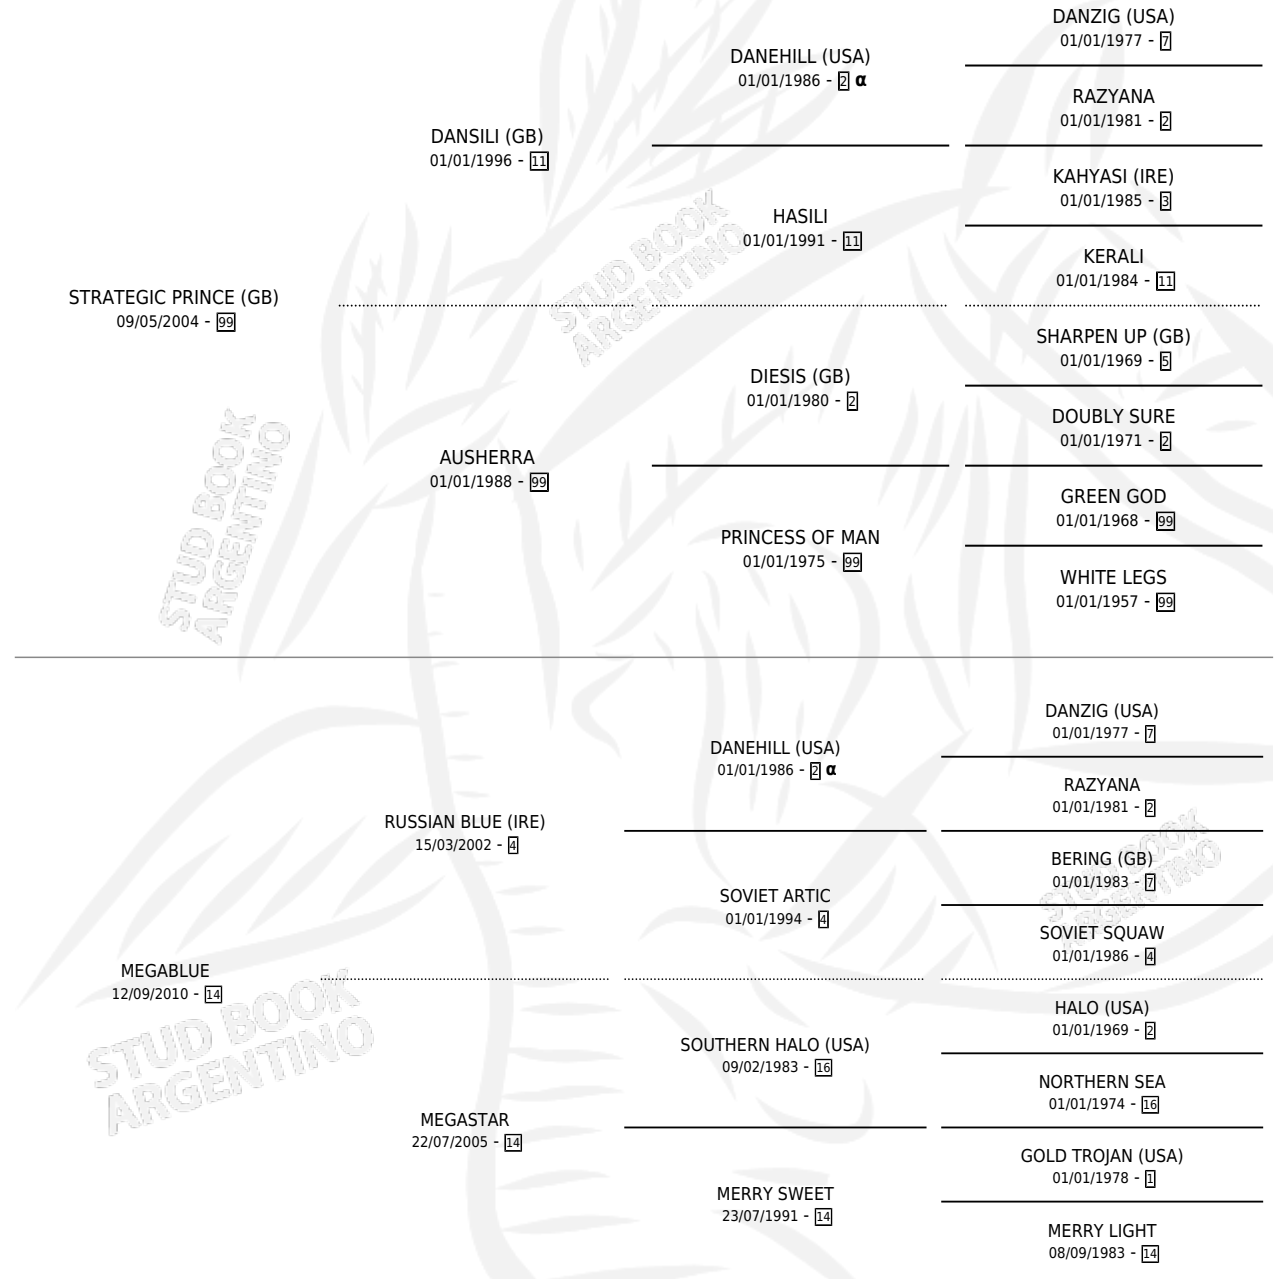 DANZIG (USA)
01/01/1977 - 7
DANEHILL (USA)
01/01/1986 - 2 α
RAZYANA
01/01/1981 - 2
DANSILI (GB)
01/01/1996 - 11
KAHYASI (IRE)
01/01/1985 - 3
HASILI
01/01/1991 - 11
KERALI
01/01/1984 - 11
STRATEGIC PRINCE (GB)
09/05/2004 - 99
SHARPEN UP (GB)
01/01/1969 - 5
DIESIS (GB)
01/01/1980 - 2
DOUBLY SURE
01/01/1971 - 2
AUSHERRA
01/01/1988 - 99
GREEN GOD
01/01/1968 - 99
PRINCESS OF MAN
01/01/1975 - 99
WHITE LEGS
01/01/1957 - 99
DANZIG (USA)
01/01/1977 - 7
DANEHILL (USA)
01/01/1986 - 2 α
RAZYANA
01/01/1981 - 2
RUSSIAN BLUE (IRE)
15/03/2002 - 4
BERING (GB)
01/01/1983 - 7
SOVIET ARTIC
01/01/1994 - 4
SOVIET SQUAW
01/01/1986 - 4
MEGABLUE
12/09/2010 - 14
HALO (USA)
01/01/1969 - 2
SOUTHERN HALO (USA)
09/02/1983 - 16
NORTHERN SEA
01/01/1974 - 16
MEGASTAR
22/07/2005 - 14
GOLD TROJAN (USA)
01/01/1978 - 1
MERRY SWEET
23/07/1991 - 14
MERRY LIGHT
08/09/1983 - 14
STUD BOOK
ARGENTINO
STUD BOOK
ARGENTINO
STUD BOOK
ARGENTINO
STUD BOOK
ARGENTINO